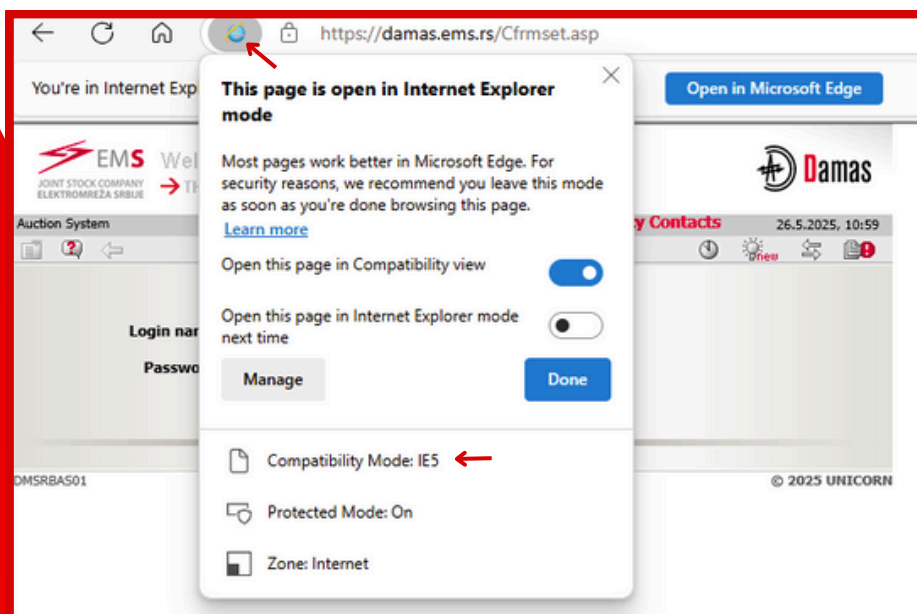 https://damas.ems.rs/Cfrmset.asp
You're in Internet Exp
Open in Microsoft Edge
This page is open in Internet Explorer
mode
Most pages work better in Microsoft Edge. For
security reasons, we recommend you leave this mode
as soon as you're done browsing this page.
Learn more
Open this page in Compatibility view
Open this page in Internet Explorer mode
next time
Manage
Done
Compatibility Mode: IE5
Protected Mode: On
Zone: Internet
EMS Wel
JOINT STOCK COMPANY
ELEKTROMREŽA SRBIJE
TH
Damas
Auction System
y Contacts
26.5.2025, 10:59
new
Login nar
Passwo
DMSRBAS01
© 2025 UNICORN